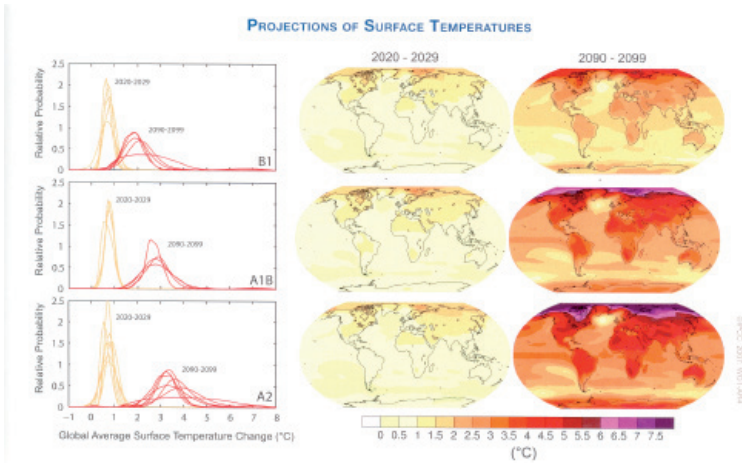 PROJECTIONS OF SURFACE TEMPERATURES
2020 - 2029
2090 - 2099
Relative Probability
2.5
2
1.5
1
0.5
0
2020-2029
2090-2099
B1
Relative Probability
2.5
2
1.5
1
0.5
0
2020-2029
2090-2099
A1B
Relative Probability
2.5
2
1.5
1
0.5
0
2020-2029
2090-2099
A2
-1 0 1 2 3 4 5 6 7 8
Global Average Surface Temperature Change (°C)
0 0.5 1 1.5 2 2.5 3 3.5 4 4.5 5 5.5 6 6.5 7 7.5
(°C)